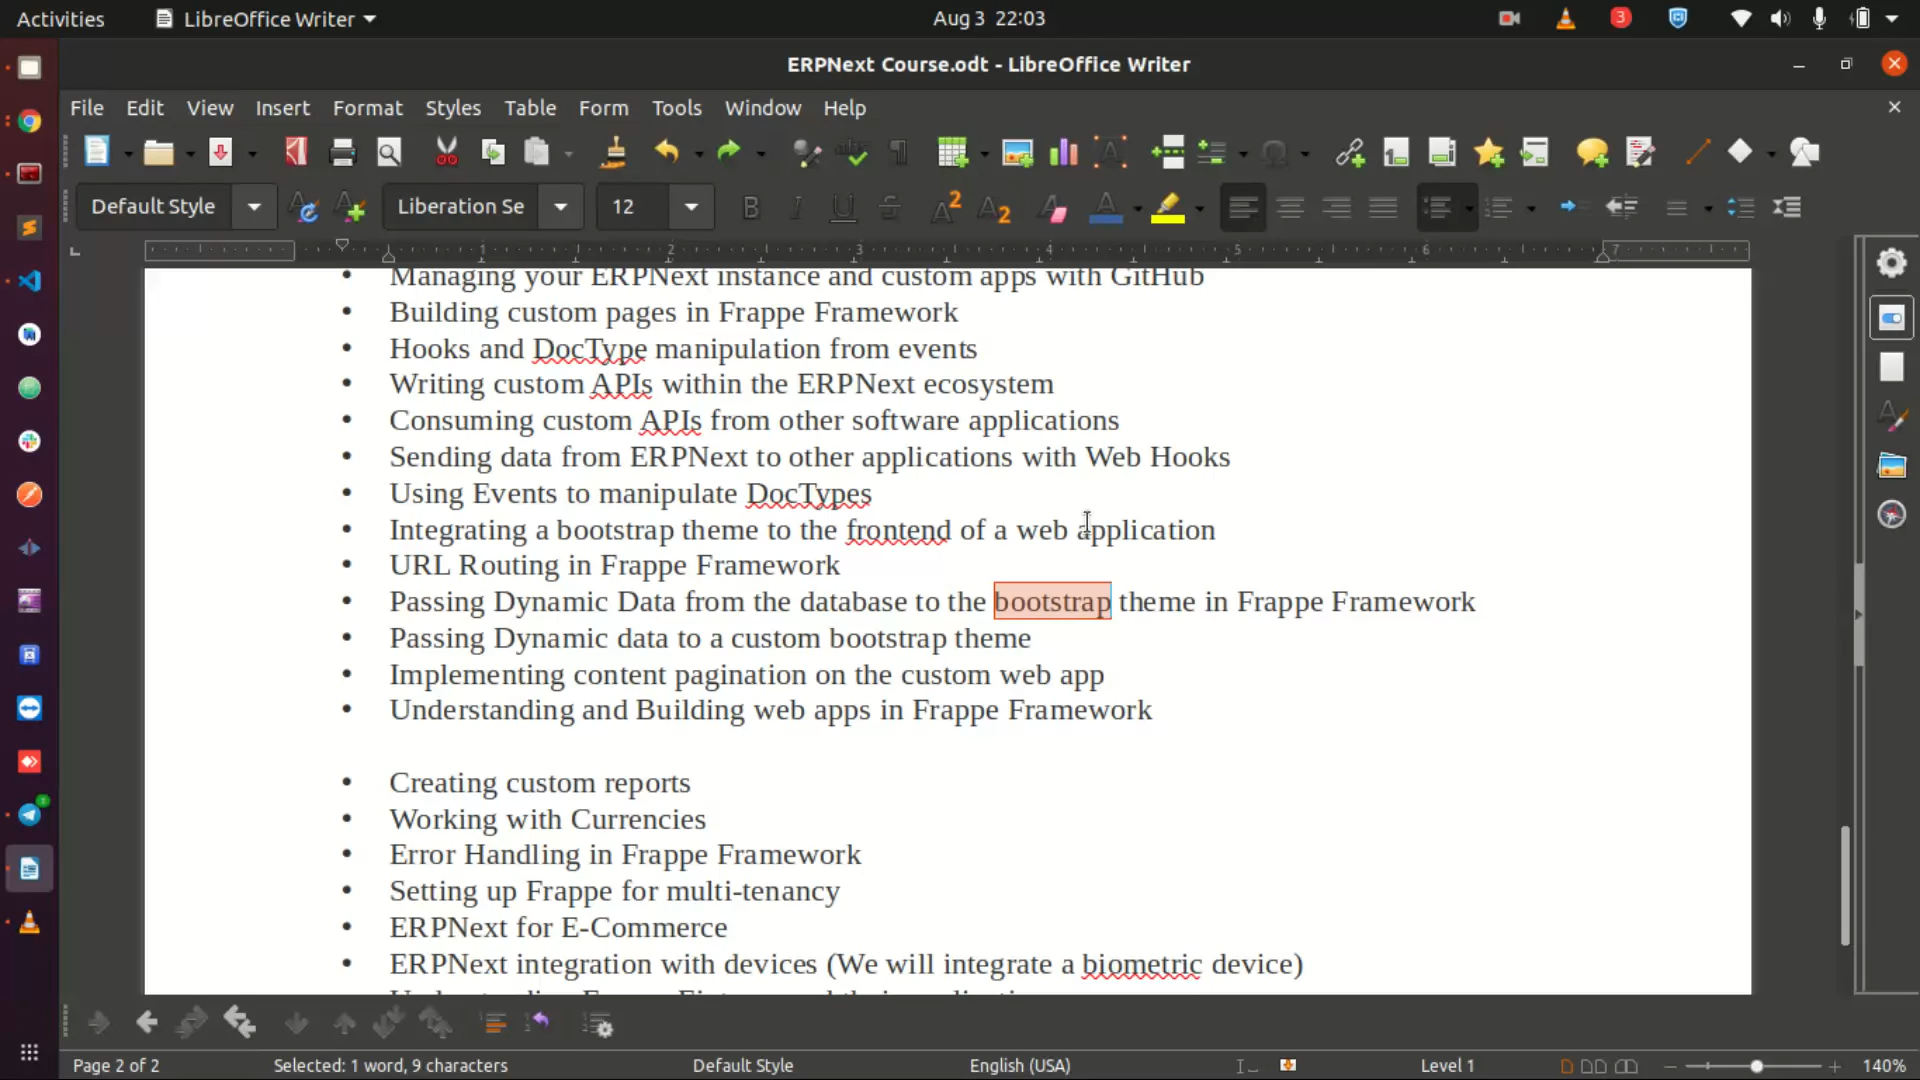 Activities LibreOffice Writer Aug 3 22:03 3
ERPNext Course.odt - LibreOffice Writer
File Edit View Insert Format Styles Table Form Tools Window Help
Default Style Liberation Se 12
1 2 3 4 5 6 7
Managing your ERPNext instance and custom apps with GitHub
• Building custom pages in Frappe Framework
• Hooks and DocType manipulation from events
• Writing custom APIs within the ERPNext ecosystem
• Consuming custom APIs from other software applications
• Sending data from ERPNext to other applications with Web Hooks
• Using Events to manipulate DocTypes
• Integrating a bootstrap theme to the frontend of a web application
• URL Routing in Frappe Framework
• Passing Dynamic Data from the database to the bootstrap theme in Frappe Framework
• Passing Dynamic data to a custom bootstrap theme
• Implementing content pagination on the custom web app
• Understanding and Building web apps in Frappe Framework
• Creating custom reports
• Working with Currencies
• Error Handling in Frappe Framework
• Setting up Frappe for multi-tenancy
• ERPNext for E-Commerce
• ERPNext integration with devices (We will integrate a biometric device)
Page 2 of 2 Selected: 1 word, 9 characters Default Style English (USA) Level 1 140%